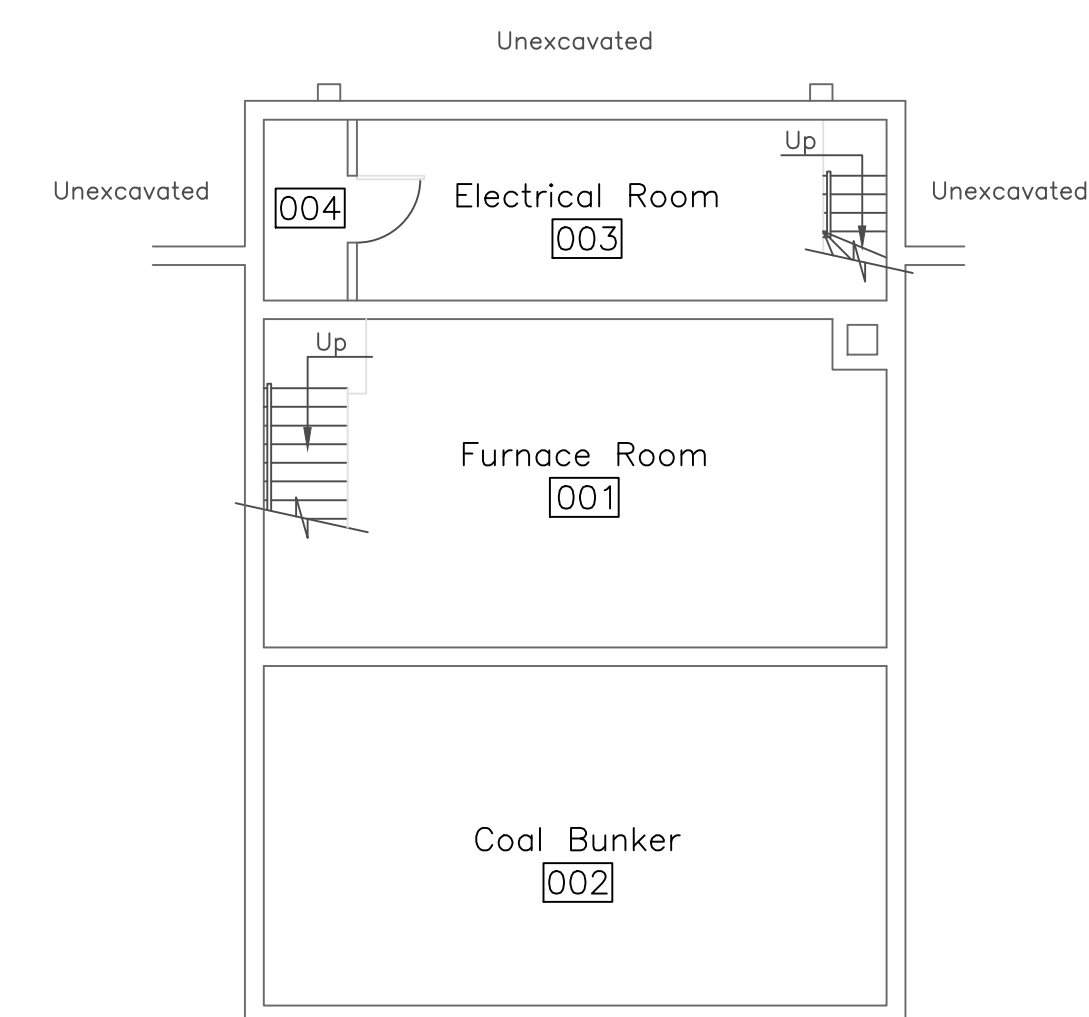 Unexcavated
Up
Unexcavated
004
Electrical Room
003
Unexcavated
Up
Furnace Room
001
Coal Bunker
002